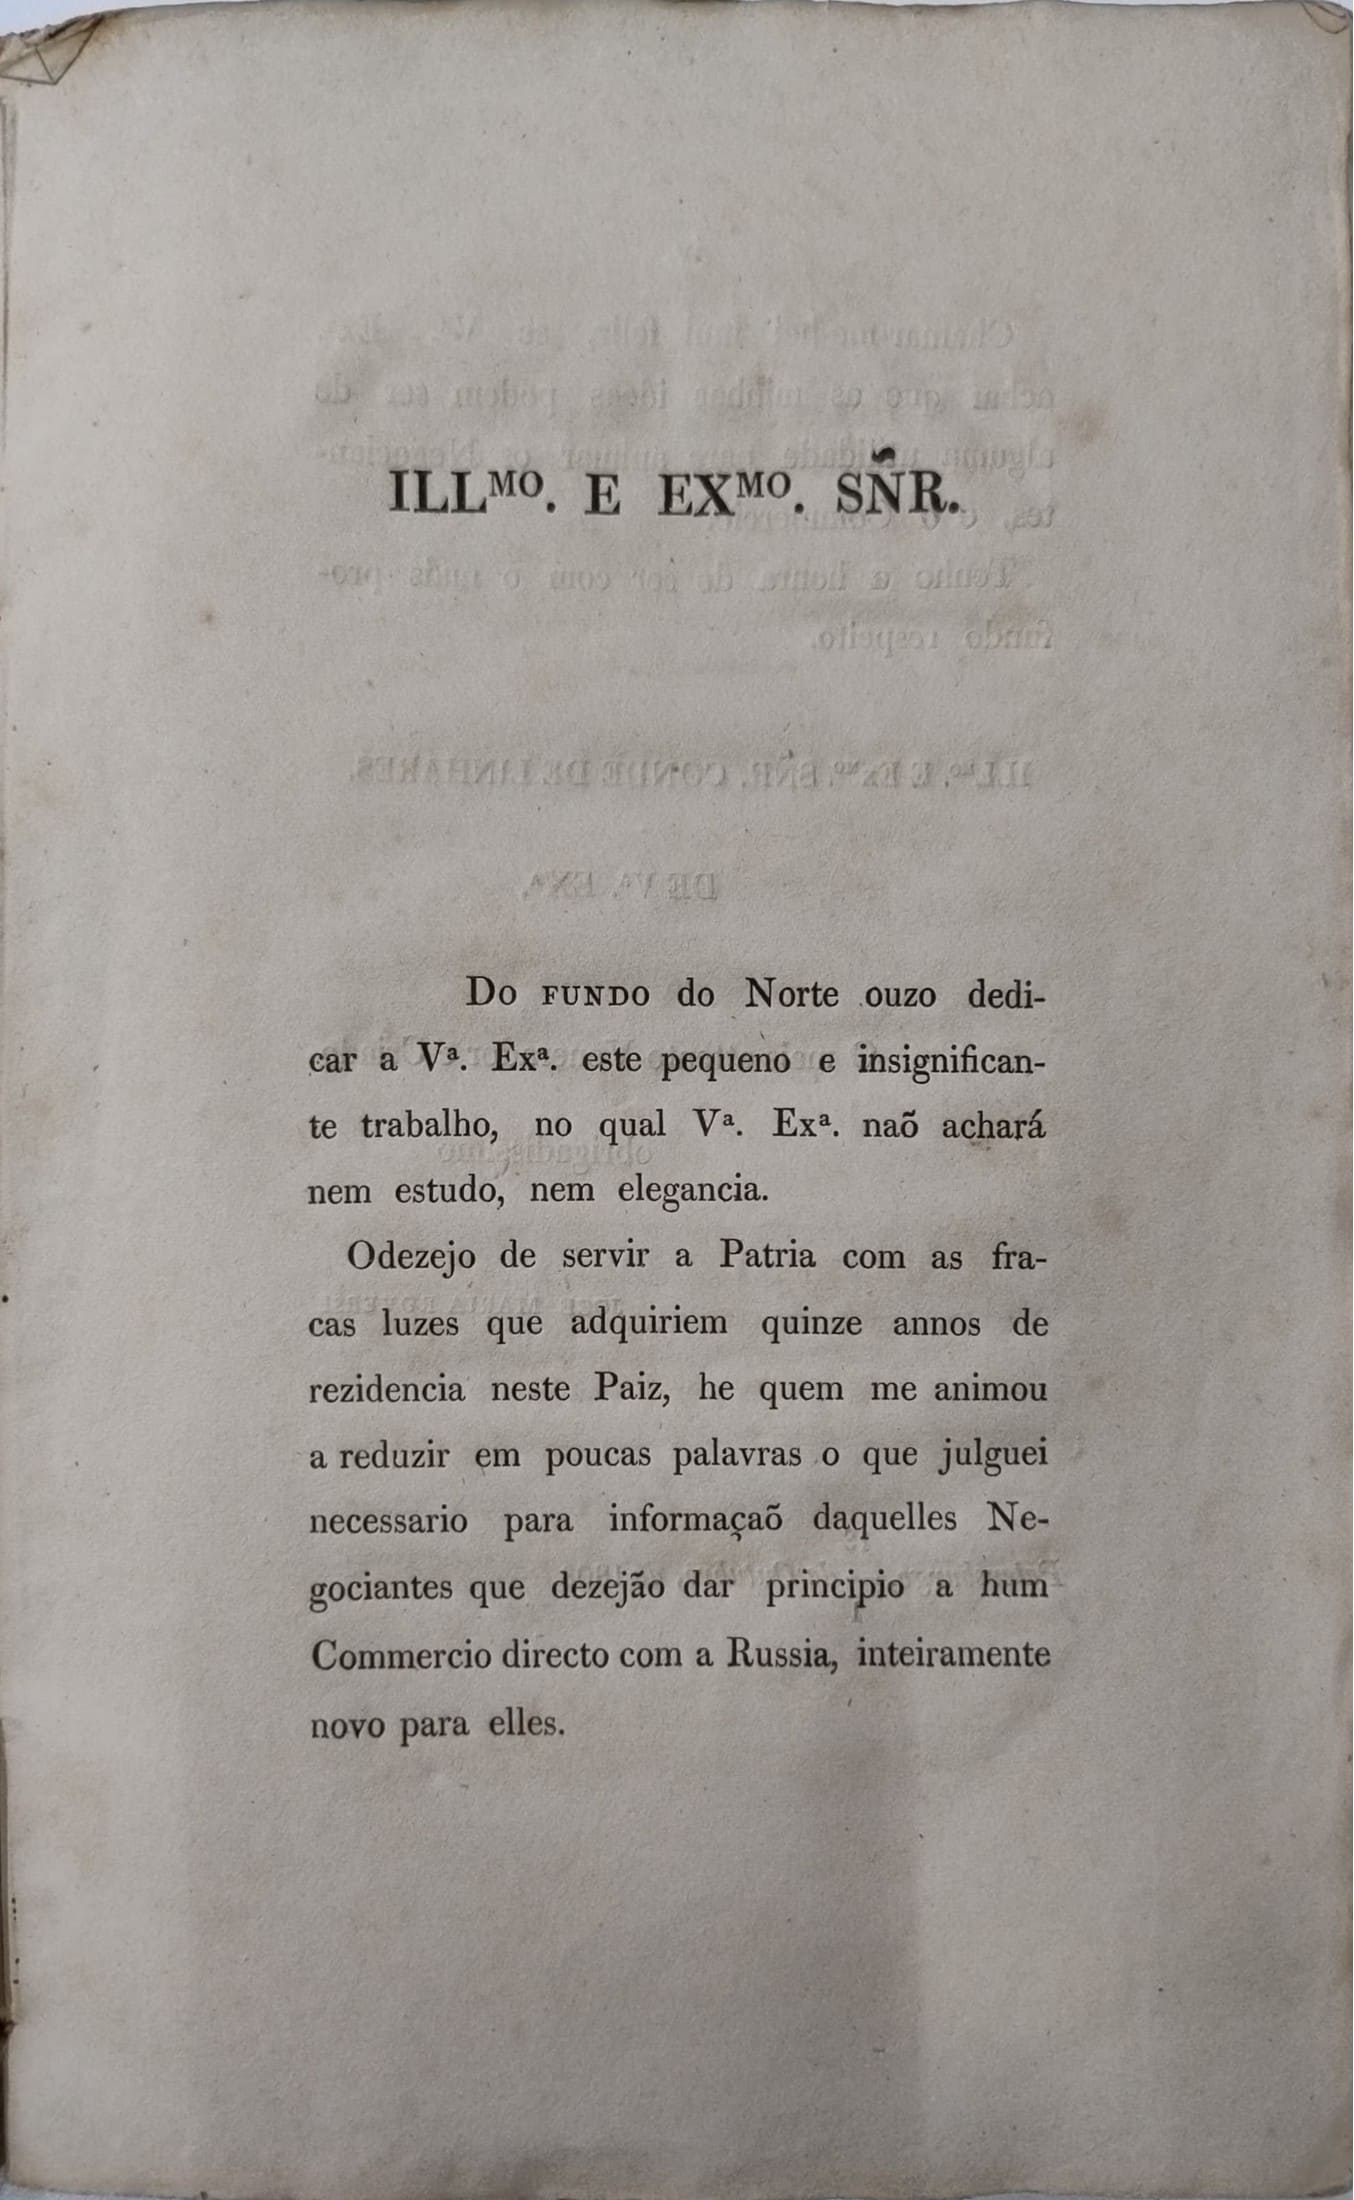 ILLᴹᴼ. E EXᴹᴼ. SÑR.
Do fundo do Norte ouzo dedi-
car a Vª. Exª. este pequeno e insignifican-
te trabalho, no qual Vª. Exª. naõ achará
nem estudo, nem elegancia.
Odezejo de servir a Patria com as fra-
cas luzes que adquiriem quinze annos de
rezidencia neste Paiz, he quem me animou
a reduzir em poucas palavras o que julguei
necessario para informaçaõ daquelles Ne-
gociantes que dezejão dar principio a hum
Commercio directo com a Russia, inteiramente
novo para elles.